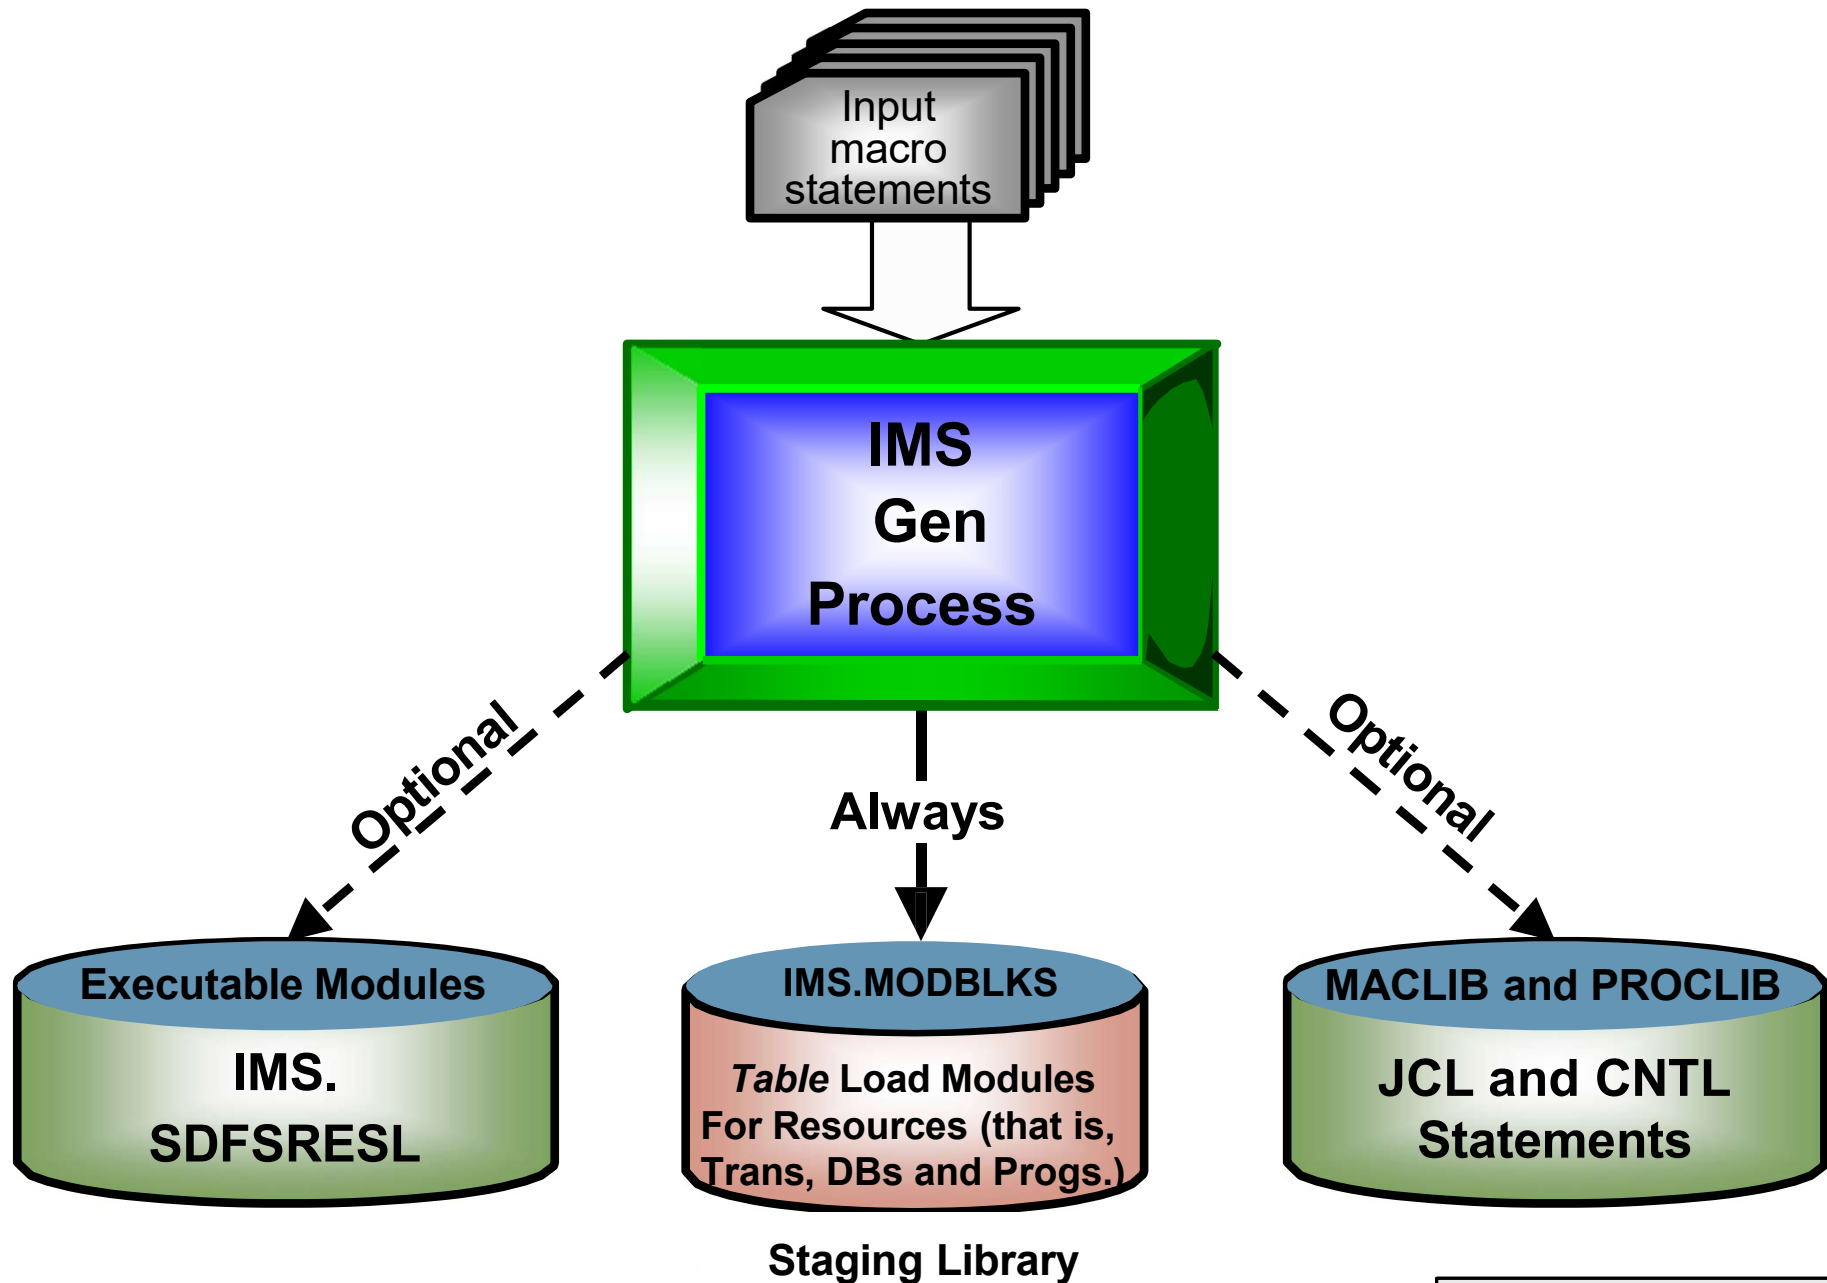 Input
macro
statements
IMS
Gen
Process
Optional
Always
Optional
Executable Modules
IMS.
SDFSRESL
IMS.MODBLKS
Table Load Modules
For Resources (that is,
Trans, DBs and Progs.)
MACLIB and PROCLIB
JCL and CNTL
Statements
Staging Library